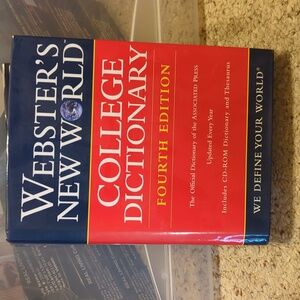 WEBSTER'S
NEW WORLD™
COLLEGE
DICTIONARY
FOURTH EDITION
The Official Dictionary of the ASSOCIATED PRESS
Updated Every Year
Includes CD-ROM Dictionary and Thesaurus
WE DEFINE YOUR WORLD®